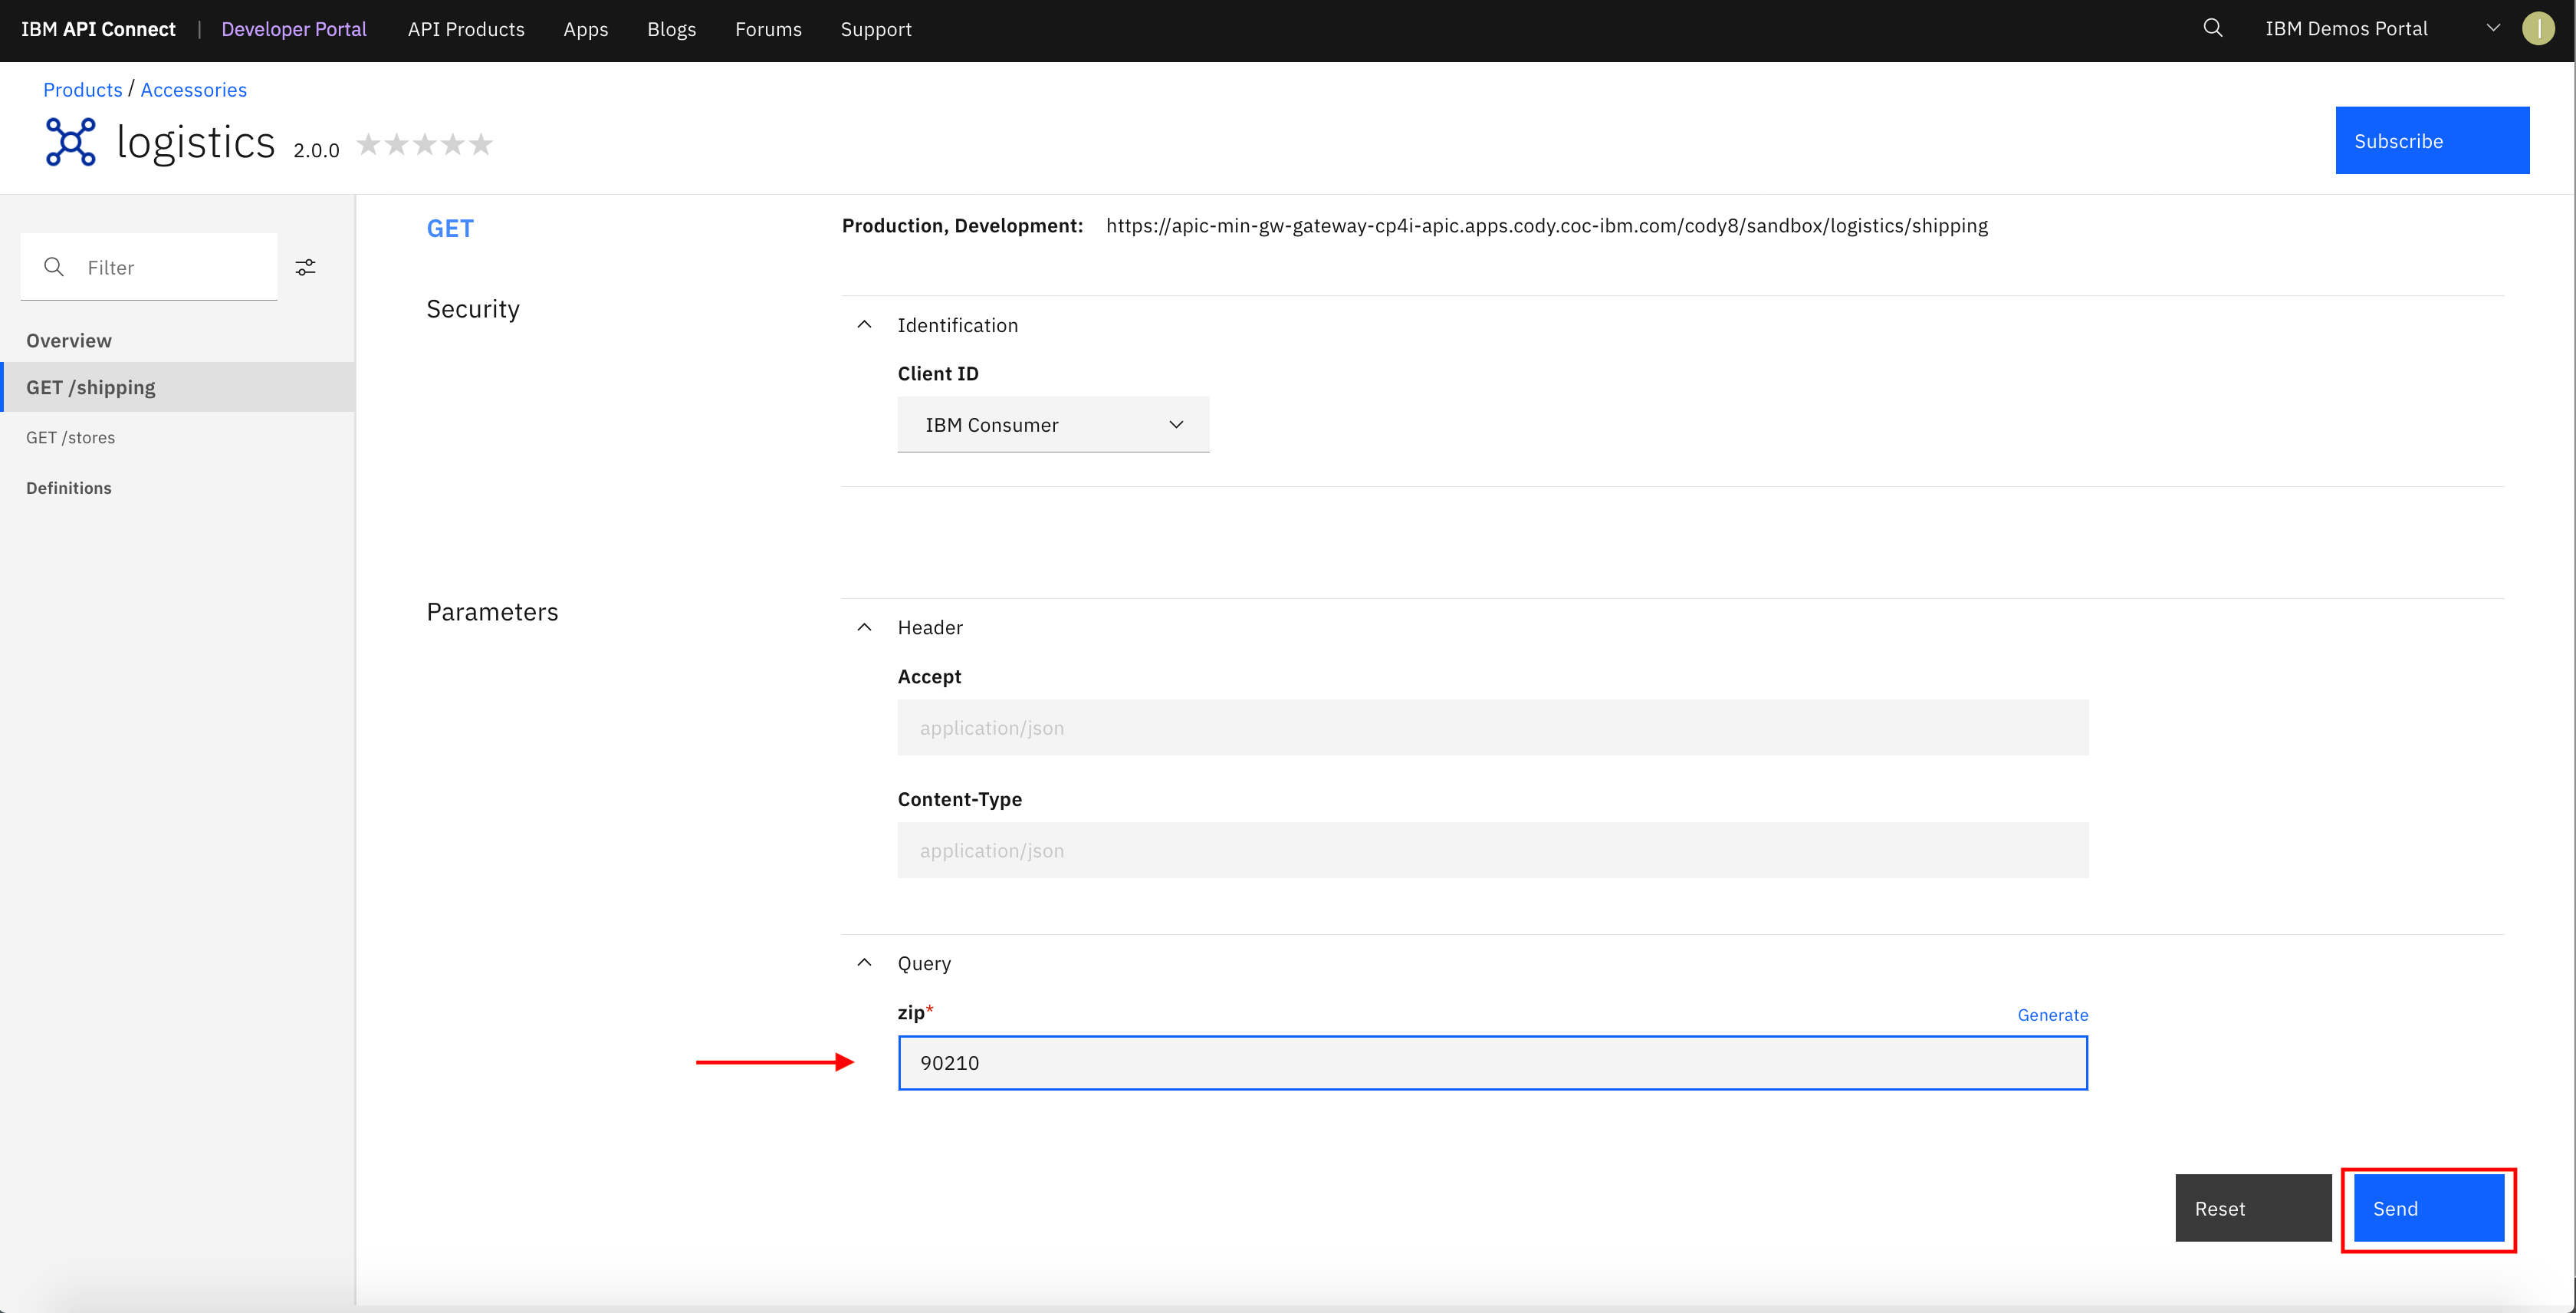 IBM API Connect | Developer Portal API Products Apps Blogs Forums Support IBM Demos Portal
Products / Accessories
logistics 2.0.0
Subscribe
Filter
Overview
GET /shipping
GET /stores
Definitions
GET
Production, Development: https://apic-min-gw-gateway-cp4i-apic.apps.cody.coc-ibm.com/cody8/sandbox/logistics/shipping
Security
Identification
Client ID
IBM Consumer
Parameters
Header
Accept
application/json
Content-Type
application/json
Query
zip*
Generate
90210
Reset
Send